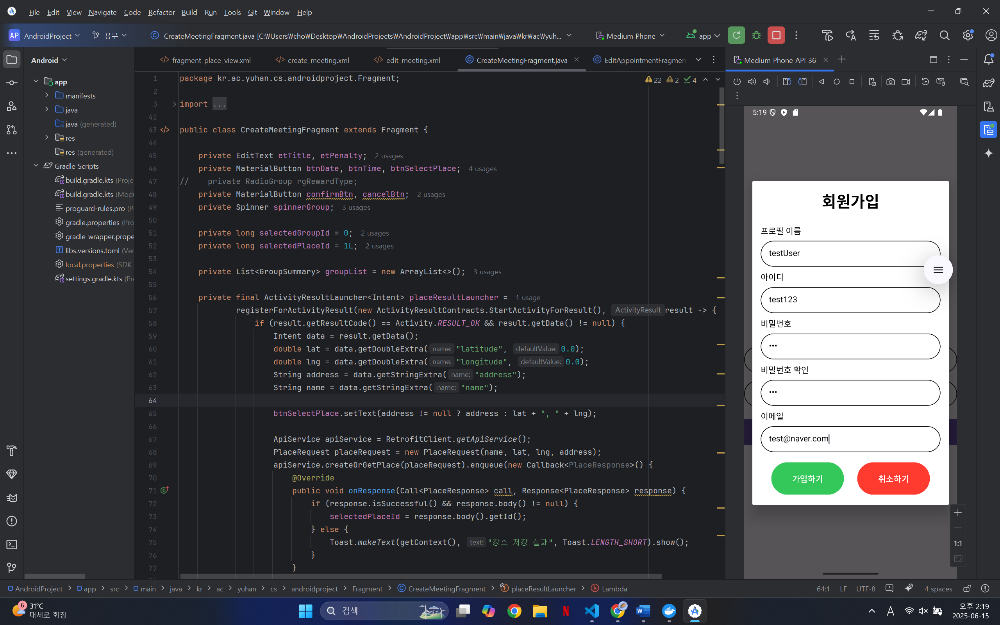 File Edit View Navigate Code Refactor Build Run Tools Git Window Help
AP AndroidProject 용무 CreateMeetingFragment.java [C:₩Users₩cho₩Desktop₩AndroidProjects₩AndroidProject₩app₩src₩main₩java₩kr₩ac₩yuh... Medium Phone app
Android
app
manifests
java
java (generated)
res
res (generated)
Gradle Scripts
build.gradle.kts (Proje
build.gradle.kts (Modu
proguard-rules.pro (Pr
gradle.properties (Pro
gradle-wrapper.prope
libs.versions.toml (Ver
local.properties (SDK
settings.gradle.kts (Pro
fragment_place_view.xml create_meeting.xml edit_meeting.xml CreateMeetingFragment.java EditAppointmentFragmen
22 2 4
1 package kr.ac.yuhan.cs.androidproject.Fragment;
2
3 import ...
42
43 public class CreateMeetingFragment extends Fragment {
44
45 private EditText etTitle, etPenalty; 2 usages
46 private MaterialButton btnDate, btnTime, btnSelectPlace; 4 usages
47 // private RadioGroup rgRewardType;
48 private MaterialButton confirmBtn, cancelBtn; 2 usages
49 private Spinner spinnerGroup; 3 usages
50
51 private long selectedGroupId = 0; 2 usages
52 private long selectedPlaceId = 1L; 2 usages
53
54 private List<GroupSummary> groupList = new ArrayList<>(); 3 usages
55
56 private final ActivityResultLauncher<Intent> placeResultLauncher = 1 usage
57 registerForActivityResult(new ActivityResultContracts.StartActivityForResult(), ActivityResult result -> {
58 if (result.getResultCode() == Activity.RESULT_OK && result.getData() != null) {
59 Intent data = result.getData();
60 double lat = data.getDoubleExtra( name: "latitude", defaultValue: 0.0);
61 double lng = data.getDoubleExtra( name: "longitude", defaultValue: 0.0);
62 String address = data.getStringExtra( name: "address");
63 String name = data.getStringExtra( name: "name");
64
65 btnSelectPlace.setText(address != null ? address : lat + ", " + lng);
66
67 ApiService apiService = RetrofitClient.getApiService();
68 PlaceRequest placeRequest = new PlaceRequest(name, lat, lng, address);
69 apiService.createOrGetPlace(placeRequest).enqueue(new Callback<PlaceResponse>() {
70 @Override
71 public void onResponse(Call<PlaceResponse> call, Response<PlaceResponse> response) {
72 if (response.isSuccessful() && response.body() != null) {
73 selectedPlaceId = response.body().getId();
74 } else {
75 Toast.makeText(getContext(), text: "장소 저장 실패", Toast.LENGTH_SHORT).show();
76 }
77 }
Medium Phone API 36
5:19
회원가입
프로필 이름
testUser
아이디
test123
비밀번호
•••
비밀번호 확인
•••
이메일
test@naver.com
가입하기 취소하기
1:1
AndroidProject > app > src > main > java > kr > ac > yuhan > cs > androidproject > Fragment > CreateMeetingFragment > placeResultLauncher > Lambda
64:1 LF UTF-8 4 spaces
6 31°C
대체로 화창
검색
A
오후 2:19
2025-06-15